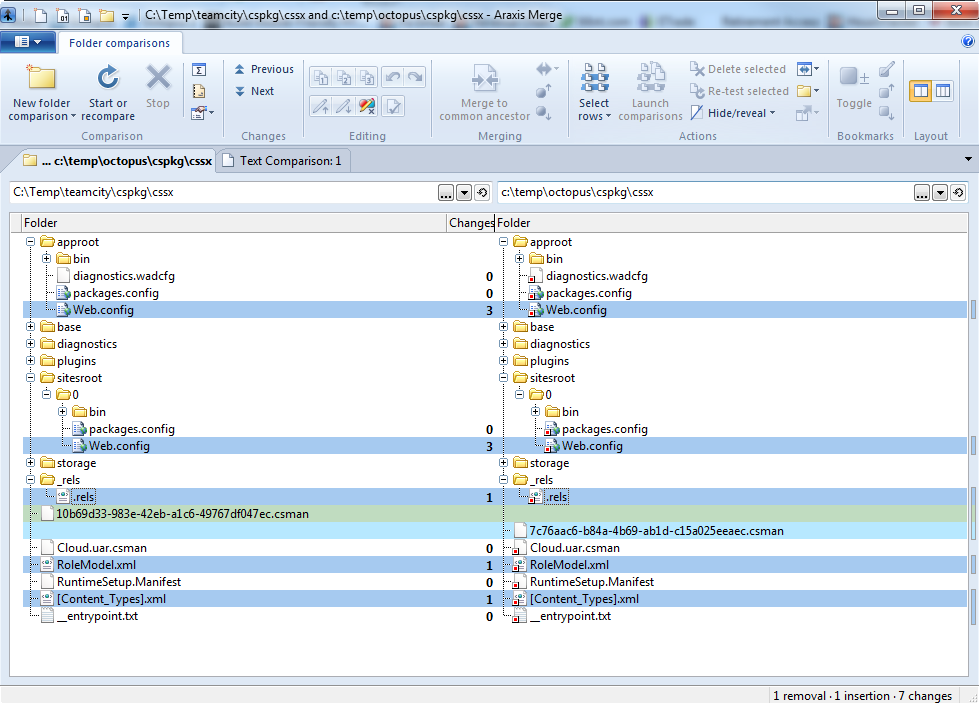 C:\Temp\teamcity\cspkg\cssx and c:\temp\octopus\cspkg\cssx - Araxis Merge
Folder comparisons
New folder comparison
Start or recompare
Stop
Previous
Next
Merge to common ancestor
Select rows
Launch comparisons
Delete selected
Re-test selected
Hide/reveal
Toggle
Comparison
Changes
Editing
Merging
Actions
Bookmarks
Layout
... c:\temp\octopus\cspkg\cssx
Text Comparison: 1
C:\Temp\teamcity\cspkg\cssx ...
c:\temp\octopus\cspkg\cssx ...
Folder Changes Folder
approot approot
bin bin
diagnostics.wadcfg 0 diagnostics.wadcfg
packages.config 0 packages.config
Web.config 3 Web.config
base base
diagnostics diagnostics
plugins plugins
sitesroot sitesroot
0 0
bin bin
packages.config 0 packages.config
Web.config 3 Web.config
storage storage
_rels _rels
.rels 1 .rels
10b69d33-983e-42eb-a1c6-49767df047ec.csman
7c76aac6-b84a-4b69-ab1d-c15a025eeaec.csman
Cloud.uar.csman 0 Cloud.uar.csman
RoleModel.xml 1 RoleModel.xml
RuntimeSetup.Manifest 0 RuntimeSetup.Manifest
[Content_Types].xml 1 [Content_Types].xml
__entrypoint.txt 0 __entrypoint.txt
1 removal · 1 insertion · 7 changes